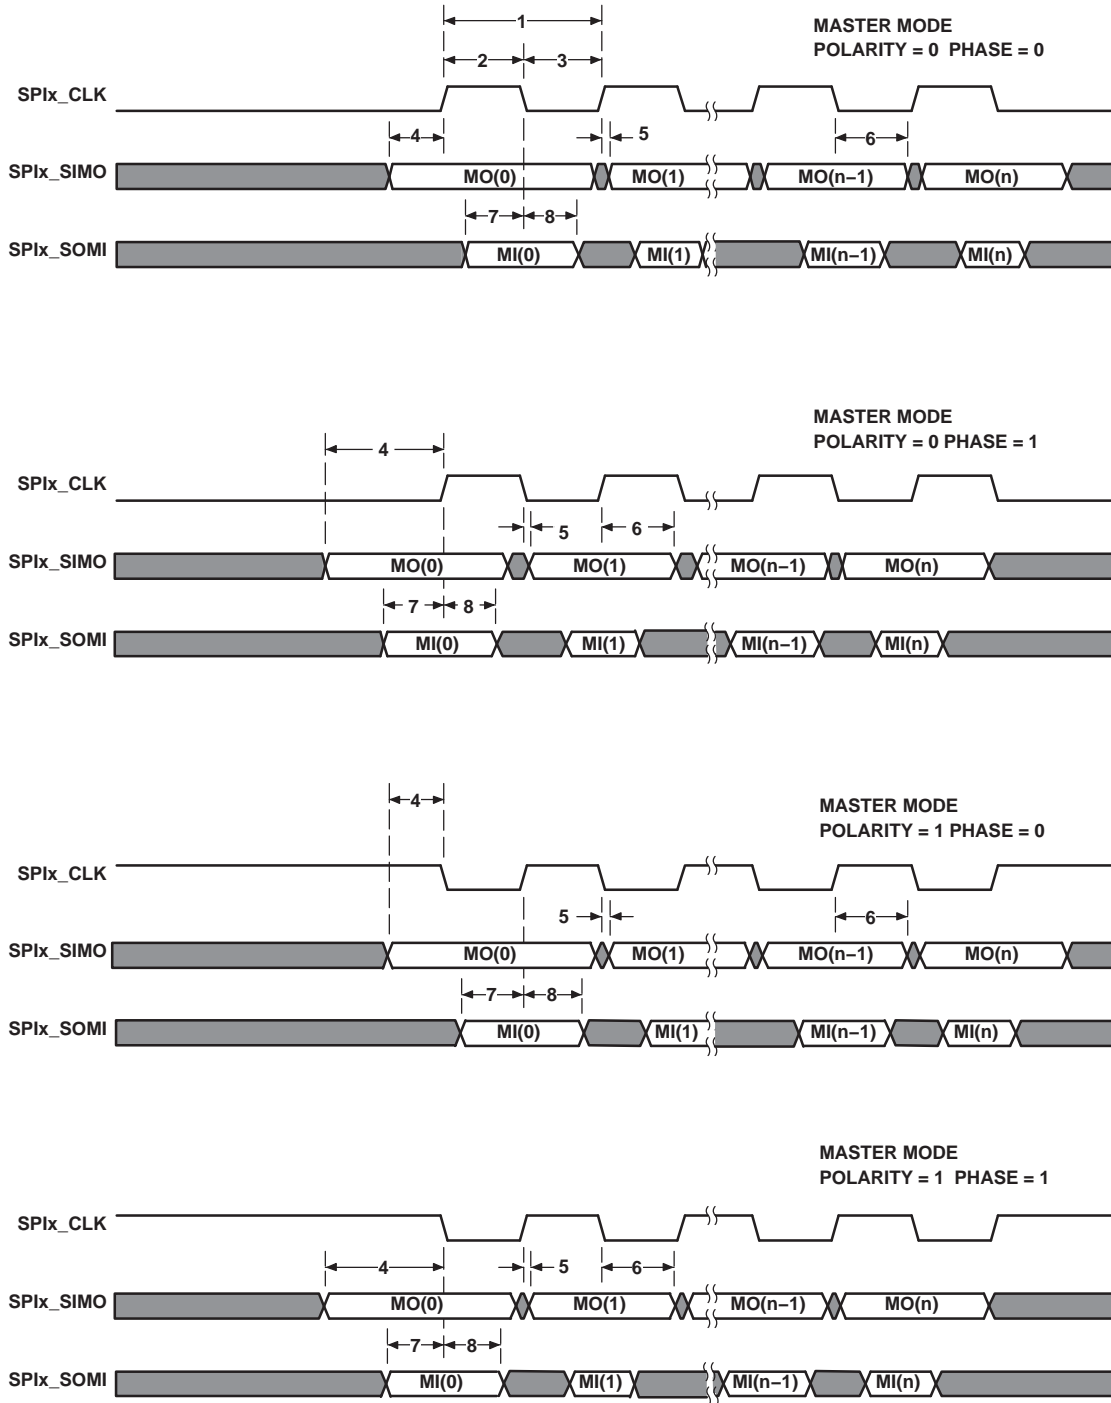 MASTER MODE
POLARITY = 0 PHASE = 0
1
2 3
SPIx_CLK
4 5 6
SPIx_SIMO MO(0) MO(1) MO(n−1) MO(n)
7 8
SPIx_SOMI MI(0) MI(1) MI(n−1) MI(n)
MASTER MODE
POLARITY = 0 PHASE = 1
4
SPIx_CLK
5 6
SPIx_SIMO MO(0) MO(1) MO(n−1) MO(n)
7 8
SPIx_SOMI MI(0) MI(1) MI(n−1) MI(n)
4
MASTER MODE
POLARITY = 1 PHASE = 0
SPIx_CLK
5 6
SPIx_SIMO MO(0) MO(1) MO(n−1) MO(n)
7 8
SPIx_SOMI MI(0) MI(1) MI(n−1) MI(n)
MASTER MODE
POLARITY = 1 PHASE = 1
SPIx_CLK
4 5 6
SPIx_SIMO MO(0) MO(1) MO(n−1) MO(n)
7 8
SPIx_SOMI MI(0) MI(1) MI(n−1) MI(n)